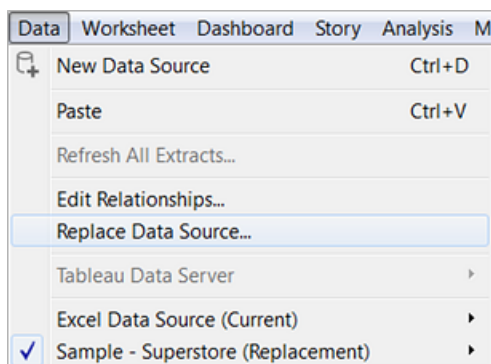 Data Worksheet Dashboard Story Analysis M
New Data Source Ctrl+D
Paste Ctrl+V
Refresh All Extracts...
Edit Relationships...
Replace Data Source...
Tableau Data Server
Excel Data Source (Current)
Sample - Superstore (Replacement)